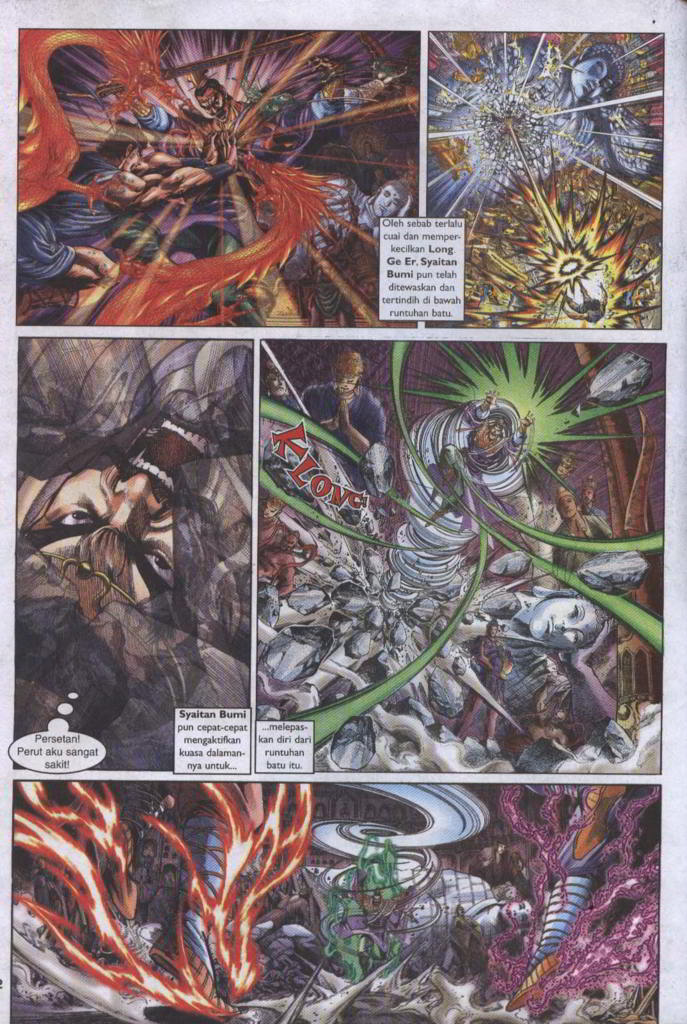 Oleh sebab terlalu
cuai dan memper-
kecilkan Long
Ge Er, Syaitan
Bumi pun telah
ditewaskan dan
tertindih di bawah
runtuhan batu.
Persetan!
Perut aku sangat
sakit!
Syaitan Bumi
pun cepat-cepat
mengaktifkan
kuasa dalaman-
nya untuk...
KLONG!
...melepas-
kan diri dari
runtuhan
batu itu.
2